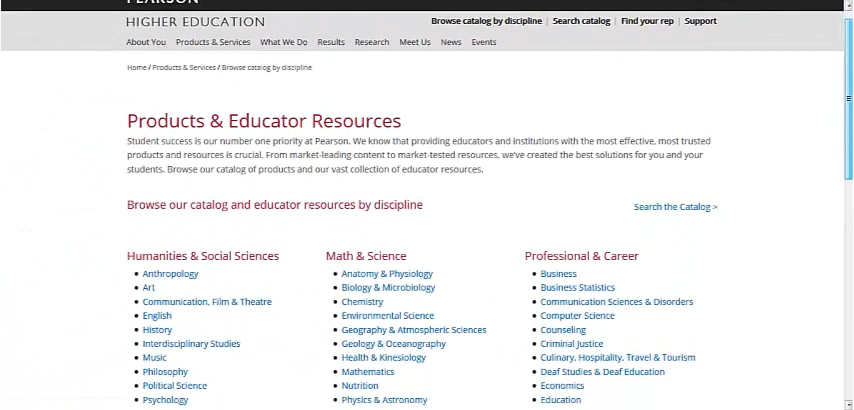 PEARSON
HIGHER EDUCATION
Browse catalog by discipline | Search catalog | Find your rep | Support
About You Products & Services What We Do Results Research Meet Us News Events
Home / Products & Services / Browse catalog by discipline
Products & Educator Resources
Student success is our number one priority at Pearson. We know that providing educators and institutions with the most effective, most trusted
products and resources is crucial. From market-leading content to market-tested resources, we've created the best solutions for you and your
students. Browse our catalog of products and our vast collection of educator resources.
Browse our catalog and educator resources by discipline
Search the Catalog >
Humanities & Social Sciences
• Anthropology
• Art
• Communication, Film & Theatre
• English
• History
• Interdisciplinary Studies
• Music
• Philosophy
• Political Science
• Psychology
Math & Science
• Anatomy & Physiology
• Biology & Microbiology
• Chemistry
• Environmental Science
• Geography & Atmospheric Sciences
• Geology & Oceanography
• Health & Kinesiology
• Mathematics
• Nutrition
• Physics & Astronomy
Professional & Career
• Business
• Business Statistics
• Communication Sciences & Disorders
• Computer Science
• Counseling
• Criminal Justice
• Culinary, Hospitality, Travel & Tourism
• Deaf Studies & Deaf Education
• Economics
• Education